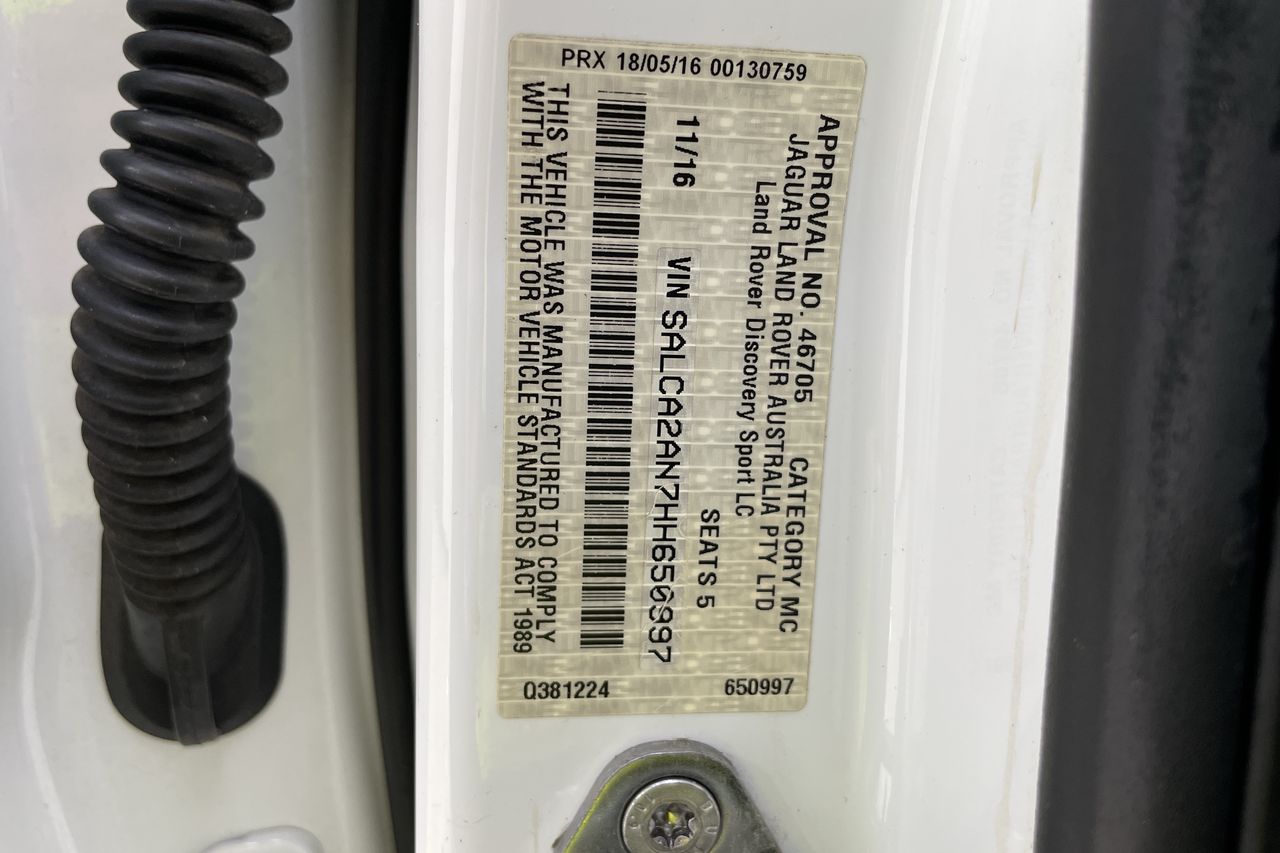 PRX 18/05/16 00130759
APPROVAL NO. 46705 CATEGORY MC
JAGUAR LAND ROVER AUSTRALIA PTY LTD
Land Rover Discovery Sport LC
SEATS 5
11/16 VIN SALCA2AN7HH650997
THIS VEHICLE WAS MANUFACTURED TO COMPLY
WITH THE MOTOR VEHICLE STANDARDS ACT 1989
Q381224 650997